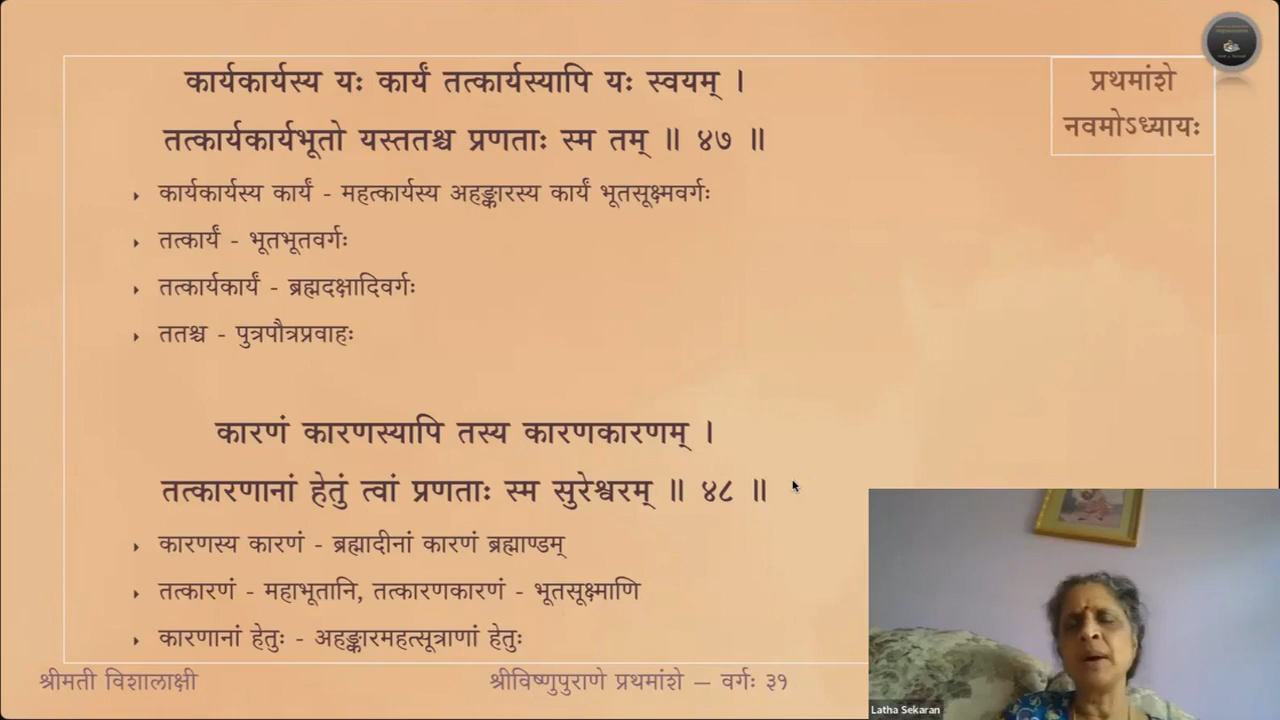 कार्यकार्यस्य यः कार्यं तत्कार्यस्यापि यः स्वयम् ।
तत्कार्यकार्यभूतो यस्ततश्च प्रणताः स्म तम् ॥ ४७ ॥
प्रथमांशे
नवमोऽध्यायः
‣ कार्यकार्यस्य कार्यं - महत्कार्यस्य अहङ्कारस्य कार्यं भूतसूक्ष्मवर्गः
‣ तत्कार्यं - भूतभूतवर्गः
‣ तत्कार्यकार्यं - ब्रह्मदक्षादिवर्गः
‣ ततश्च - पुत्रपौत्रप्रवाहः
कारणं कारणस्यापि तस्य कारणकारणम् ।
तत्कारणानां हेतुं त्वां प्रणताः स्म सुरेश्वरम् ॥ ४८ ॥
‣ कारणस्य कारणं - ब्रह्मादीनां कारणं ब्रह्माण्डम्
‣ तत्कारणं - महाभूतानि, तत्कारणकारणं - भूतसूक्ष्माणि
‣ कारणानां हेतुः - अहङ्कारमहत्सूत्राणां हेतुः
श्रीमती विशालाक्षी
श्रीविष्णुपुराणे प्रथमांशे – वर्गः ३१
Latha Sekaran